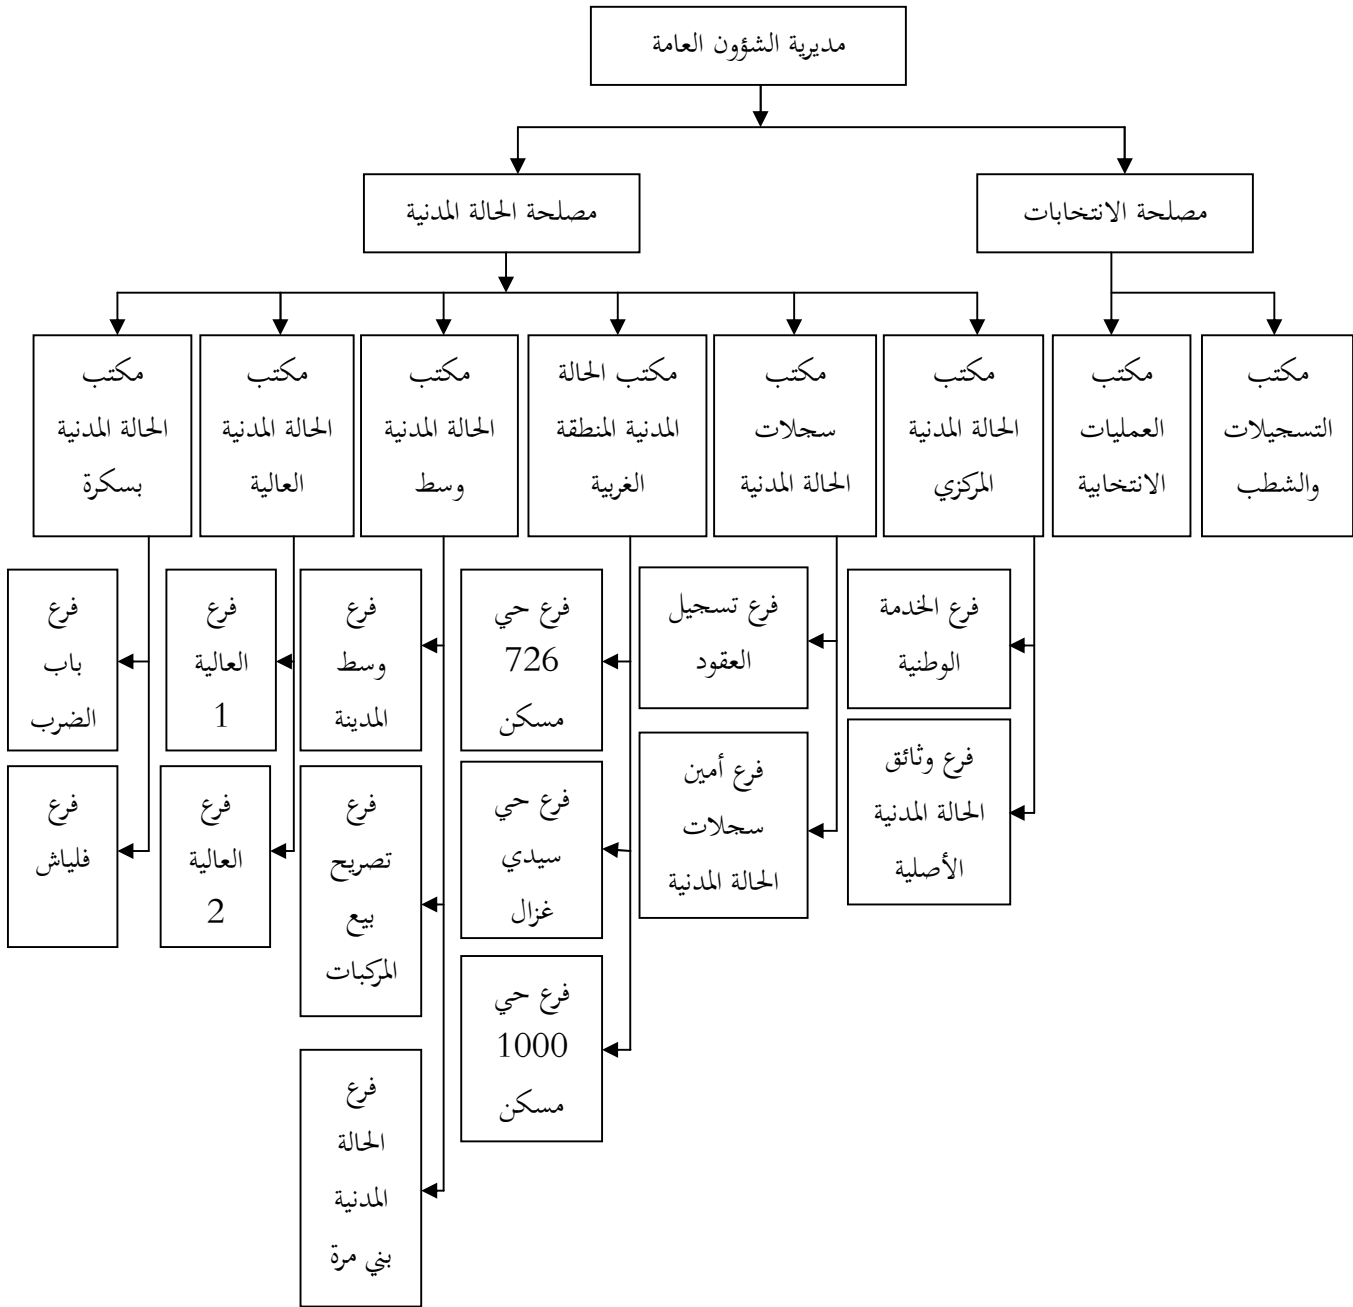 مديرية الشؤون العامة
مصلحة الانتخابات
مصلحة الحالة المدنية
مكتب
التسجيلات
والشطب
مكتب
العمليات
الانتخابية
مكتب
الحالة المدنية
المركزي
مكتب
سجلات
الحالة المدنية
مكتب الحالة
المدنية المنطقة
الغربية
مكتب
الحالة المدنية
وسط
مكتب
الحالة المدنية
العالية
مكتب
الحالة المدنية
بسكرة
فرع الخدمة
الوطنية
فرع وثائق
الحالة المدنية
الأصلية
فرع تسجيل
العقود
فرع أمين
سجلات
الحالة المدنية
فرع حي
726
مسكن
فرع حي
سيدي
غزال
فرع حي
1000
مسكن
فرع
وسط
المدينة
فرع
تصريح
بيع
المركبات
فرع
الحالة
المدنية
بني مرة
فرع
العالية
1
فرع
العالية
2
فرع
باب
الضرب
فرع
فلياش